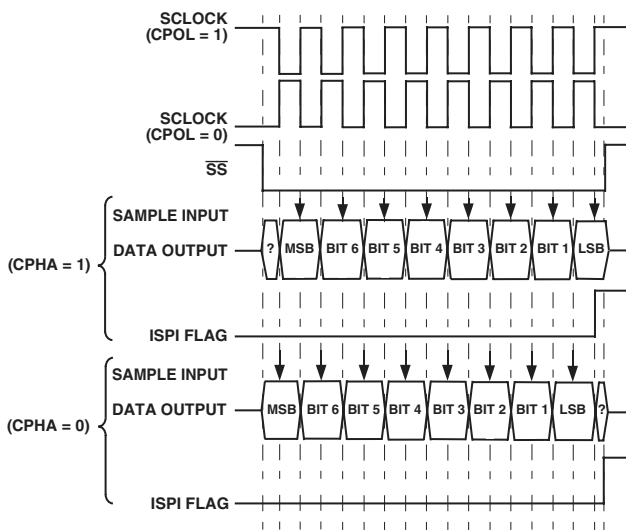 SCLOCK
(CPOL = 1)
SCLOCK
(CPOL = 0)
SS
SAMPLE INPUT
DATA OUTPUT
? MSB BIT 6 BIT 5 BIT 4 BIT 3 BIT 2 BIT 1 LSB
(CPHA = 1)
ISPI FLAG
SAMPLE INPUT
DATA OUTPUT
MSB BIT 6 BIT 5 BIT 4 BIT 3 BIT 2 BIT 1 LSB ?
(CPHA = 0)
ISPI FLAG